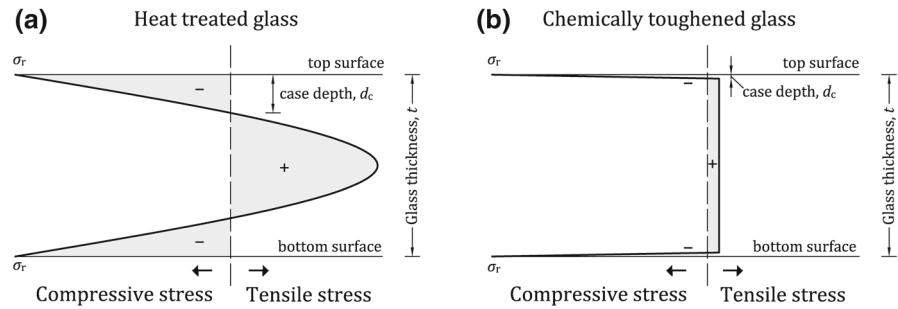 (a)
Heat treated glass
σr
top surface
−
case depth, dc
+
Glass thickness, t
−
bottom surface
σr
Compressive stress
Tensile stress
(b)
Chemically toughened glass
σr
top surface
−
case depth, dc
+
Glass thickness, t
−
bottom surface
σr
Compressive stress
Tensile stress